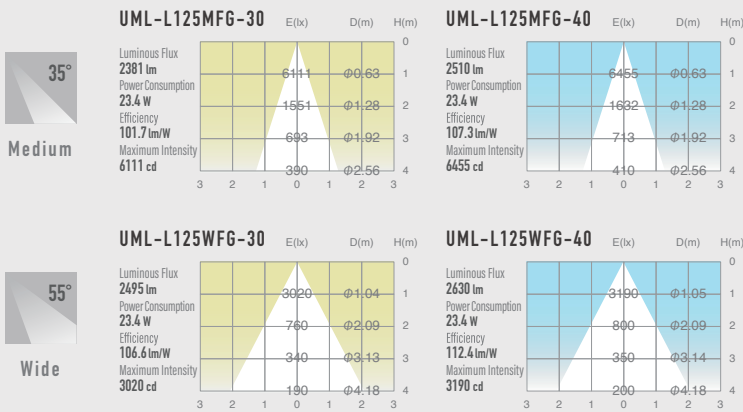 UML-L125MFG-30 E(lx) D(m) H(m)
35°
Medium
Luminous Flux
2381 lm
Power Consumption
23.4 W
Efficiency
101.7 lm/W
Maximum Intensity
6111 cd
0
6111 Φ0.63 1
1551 Φ1.28 2
693 Φ1.92 3
390 Φ2.56 4
3 2 1 0 1 2 3
UML-L125MFG-40 E(lx) D(m) H(m)
Luminous Flux
2510 lm
Power Consumption
23.4 W
Efficiency
107.3 lm/W
Maximum Intensity
6455 cd
0
6455 Φ0.63 1
1632 Φ1.28 2
713 Φ1.92 3
410 Φ2.56 4
3 2 1 0 1 2 3
UML-L125WFG-30 E(lx) D(m) H(m)
55°
Wide
Luminous Flux
2495 lm
Power Consumption
23.4 W
Efficiency
106.6 lm/W
Maximum Intensity
3020 cd
0
3020 Φ1.04 1
760 Φ2.09 2
340 Φ3.13 3
190 Φ4.18 4
3 2 1 0 1 2 3
UML-L125WFG-40 E(lx) D(m) H(m)
Luminous Flux
2630 lm
Power Consumption
23.4 W
Efficiency
112.4 lm/W
Maximum Intensity
3190 cd
0
3190 Φ1.05 1
800 Φ2.09 2
350 Φ3.14 3
200 Φ4.18 4
3 2 1 0 1 2 3